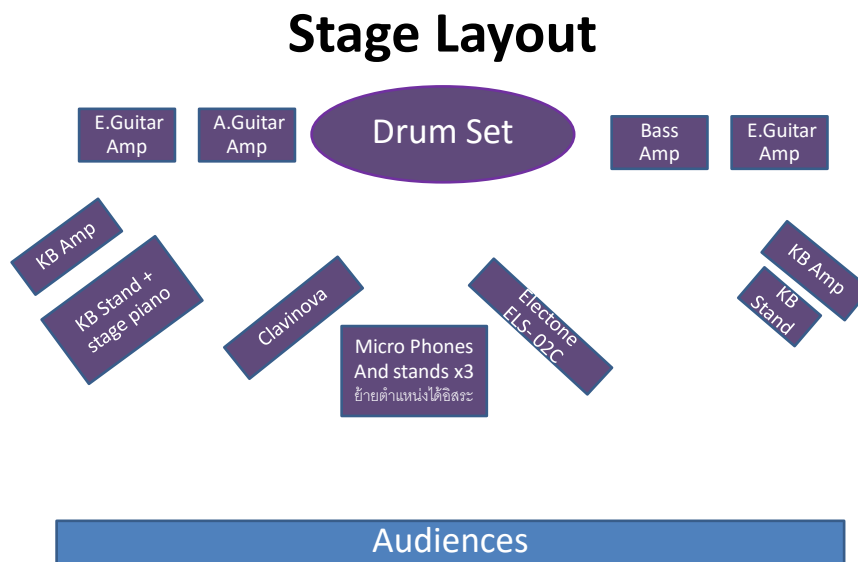 Stage Layout
E.Guitar
Amp
A.Guitar
Amp
Drum Set
Bass
Amp
E.Guitar
Amp
KB Amp
KB Stand +
stage piano
Clavinova
Micro Phones
And stands x3
ย้ายตำแหน่งได้อิสระ
Electone
ELS- 02C
KB Amp
KB
Stand
Audiences